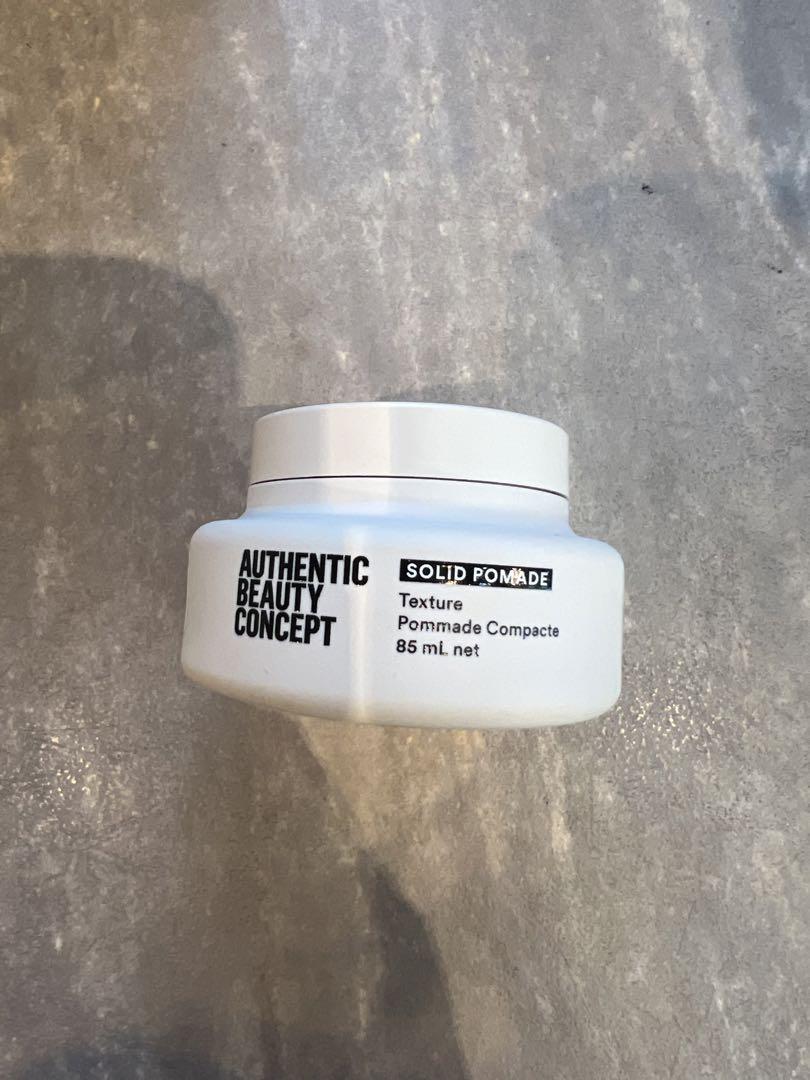 AUTHENTIC
BEAUTY
CONCEPT
SOLID POMADE
Texture
Pommade Compacte
85 mL net